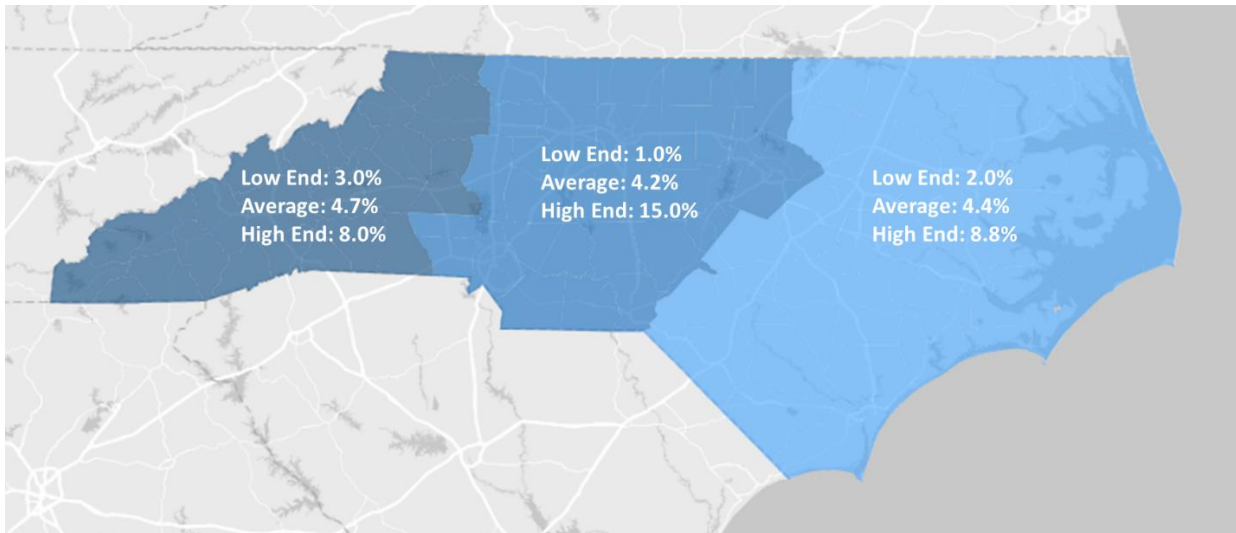 Low End: 3.0%
Average: 4.7%
High End: 8.0%
Low End: 1.0%
Average: 4.2%
High End: 15.0%
Low End: 2.0%
Average: 4.4%
High End: 8.8%